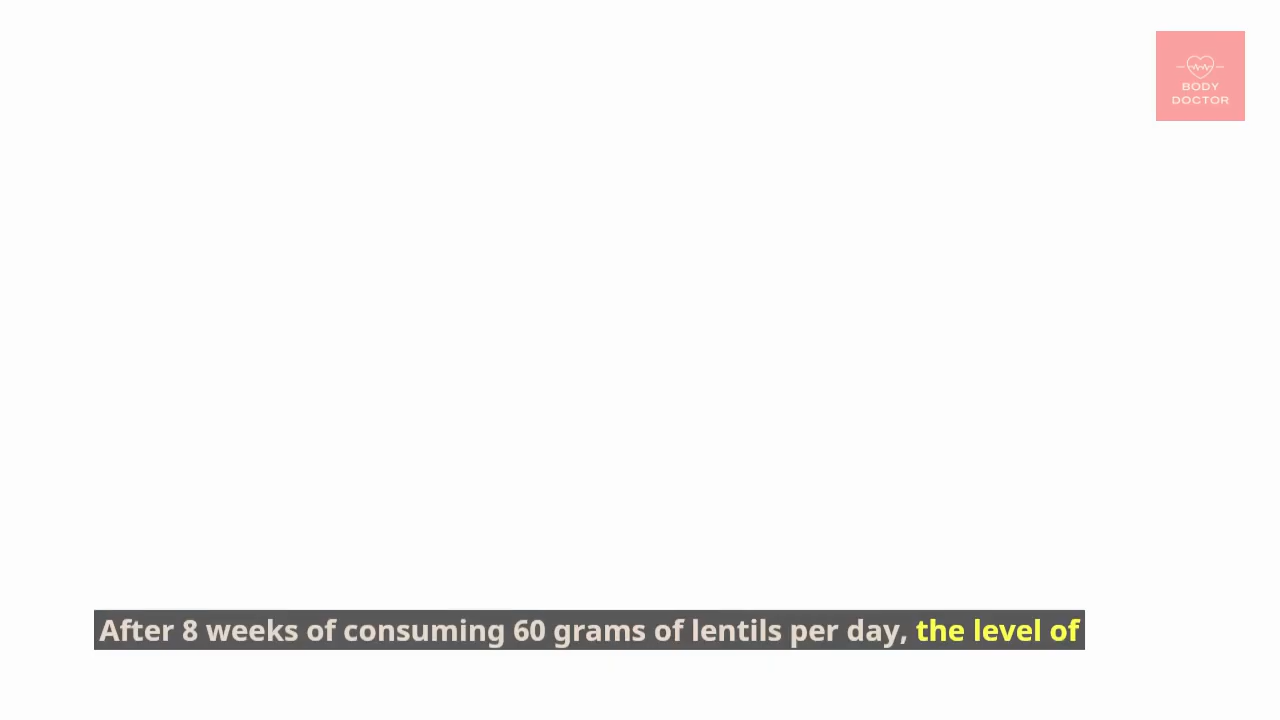 BODY
DOCTOR
After 8 weeks of consuming 60 grams of lentils per day, the level of